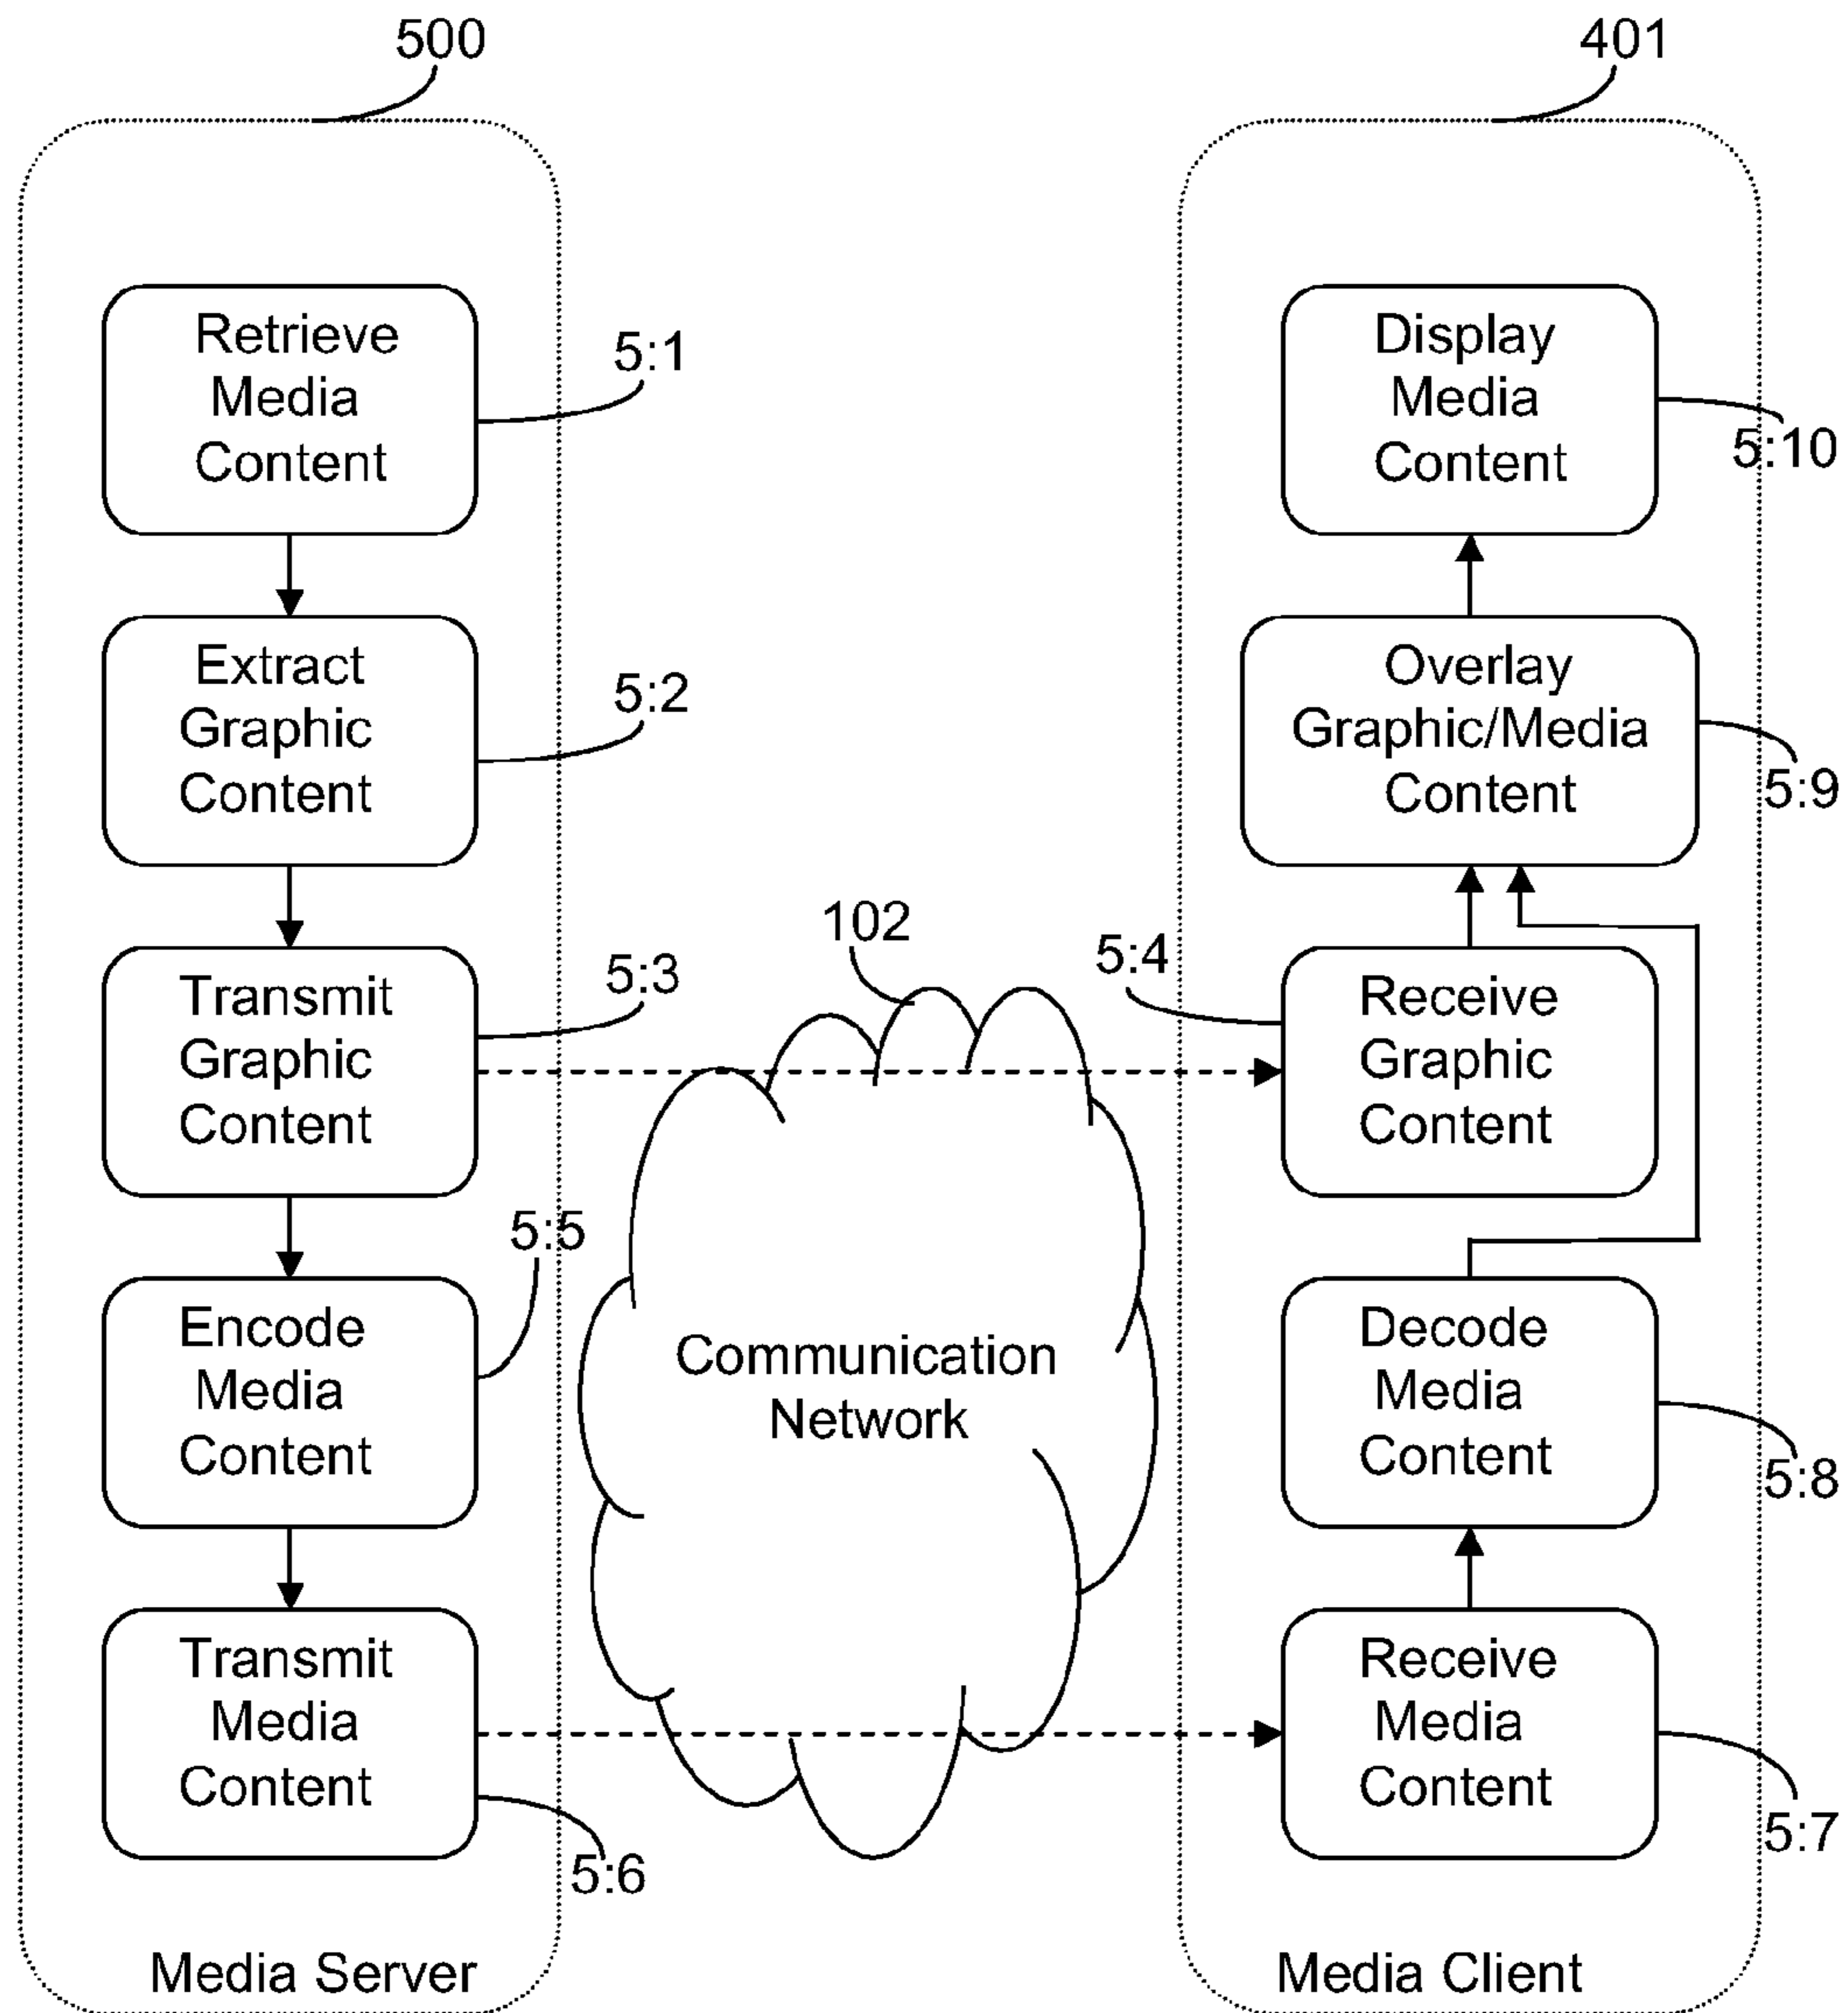 500
401
Retrieve
Media
Content
5:1
Extract
Graphic
Content
5:2
Transmit
Graphic
Content
5:3
Encode
Media
Content
5:5
Transmit
Media
Content
5:6
Media Server
102
Communication
Network
Display
Media
Content
5:10
Overlay
Graphic/Media
Content
5:9
5:4
Receive
Graphic
Content
Decode
Media
Content
5:8
Receive
Media
Content
5:7
Media Client